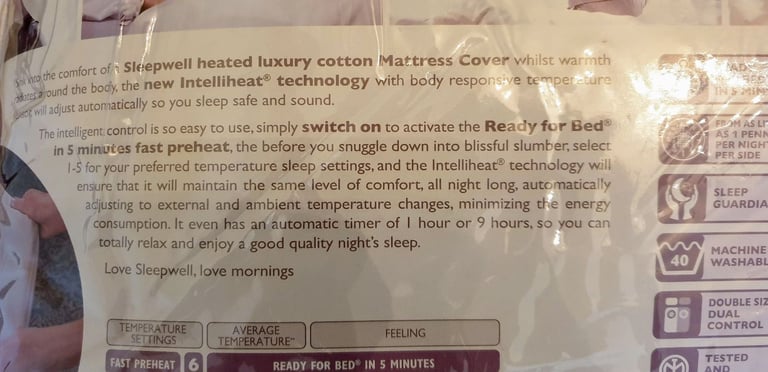 into the comfort of a Sleepwell heated luxury cotton Mattress Cover whilst warmth
around the body, the new Intelliheat® technology with body responsive temperature
will adjust automatically so you sleep safe and sound.
The intelligent control is so easy to use, simply switch on to activate the Ready for Bed®
in 5 minutes fast preheat, the before you snuggle down into blissful slumber, select
1-5 for your preferred temperature sleep settings, and the Intelliheat® technology will
ensure that it will maintain the same level of comfort, all night long, automatically
adjusting to external and ambient temperature changes, minimizing the energy
consumption. It even has an automatic timer of 1 hour or 9 hours, so you can
totally relax and enjoy a good quality night's sleep.
Love Sleepwell, love mornings
TEMPERATURE
SETTINGS
AVERAGE
TEMPERATURE
FEELING
FAST PREHEAT 6 READY FOR BED® IN 5 MINUTES
IN 5 MIN
FROM AS LIT
AS 1 PENN
PER NIGHT
PER SIDE
SLEEP
GUARDIA
40
MACHINE
WASHABL
DOUBLE SIZ
DUAL
CONTROL
TESTED
AND